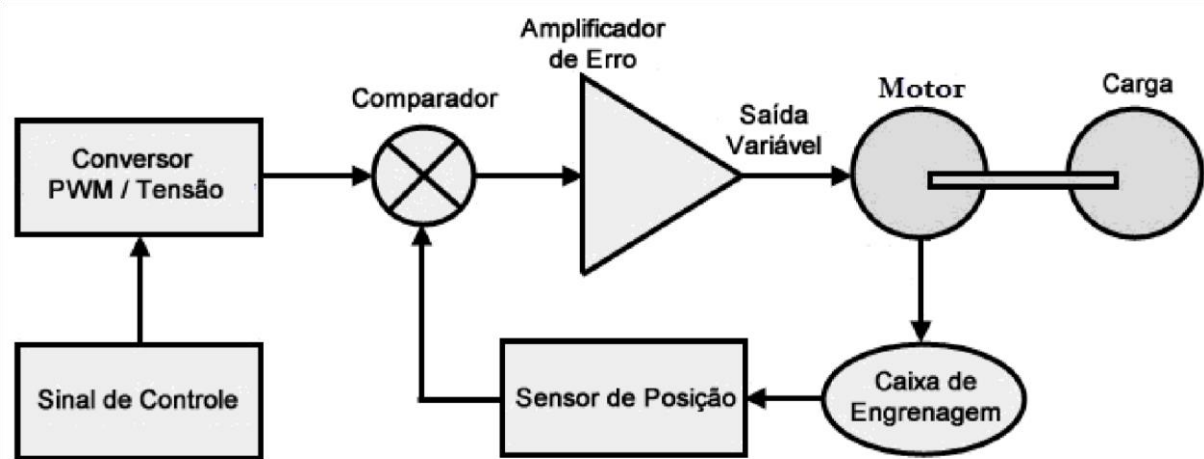 Amplificador
de Erro
Comparador
Motor
Carga
Saída
Variável
Conversor
PWM / Tensão
Sinal de Controle
Sensor de Posição
Caixa de
Engrenagem